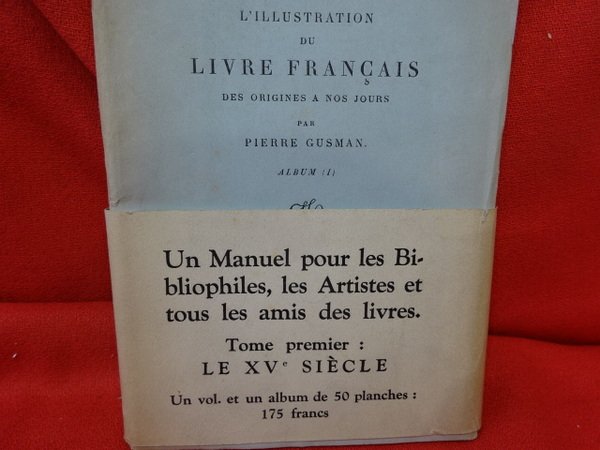 L'ILLUSTRATION
DU
LIVRE FRANÇAIS
DES ORIGINES A NOS JOURS
PAR
PIERRE GUSMAN.
ALBUM (I)
Un Manuel pour les Bi-
bliophiles, les Artistes et
tous les amis des livres.
Tome premier :
LE XVe SIÈCLE
Un vol. et un album de 50 planches :
175 francs